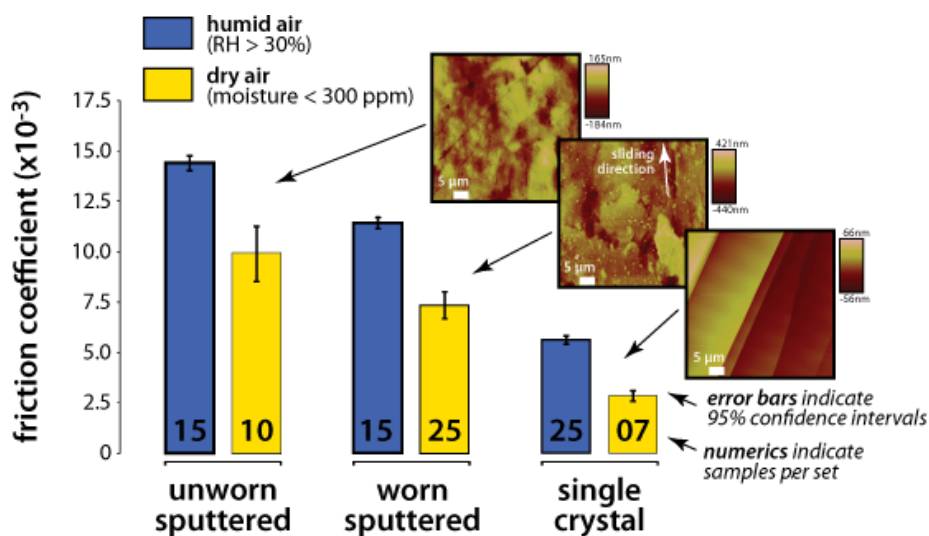 humid air
(RH > 30%)
dry air
(moisture < 300 ppm)
friction coefficient (x10⁻³)
17.5
15.0
12.5
10.0
7.5
5.0
2.5
0
15
10
15
25
25
07
unworn
sputtered
worn
sputtered
single
crystal
165nm
-184nm
5 µm
421nm
-440nm
sliding
direction
5 µm
66nm
-56nm
5 µm
error bars indicate
95% confidence intervals
numerics indicate
samples per set